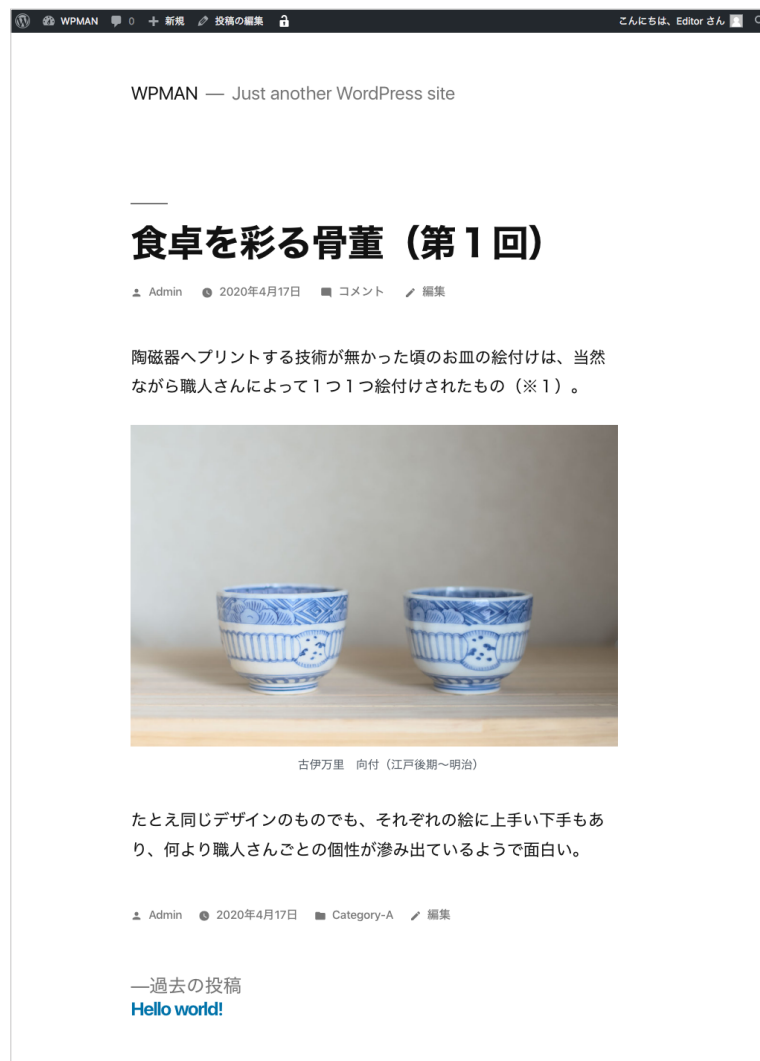 WPMAN 0 新規 投稿の編集 こんにちは、Editor さん
WPMAN — Just another WordPress site
食卓を彩る骨董（第１回）
Admin 2020年4月17日 コメント 編集
陶磁器へプリントする技術が無かった頃のお皿の絵付けは、当然
ながら職人さんによって１つ１つ絵付けされたもの（※１）。
古伊万里　向付（江戸後期〜明治）
たとえ同じデザインのものでも、それぞれの絵に上手い下手もあ
り、何より職人さんごとの個性が滲み出ているようで面白い。
Admin 2020年4月17日 Category-A 編集
—過去の投稿
Hello world!